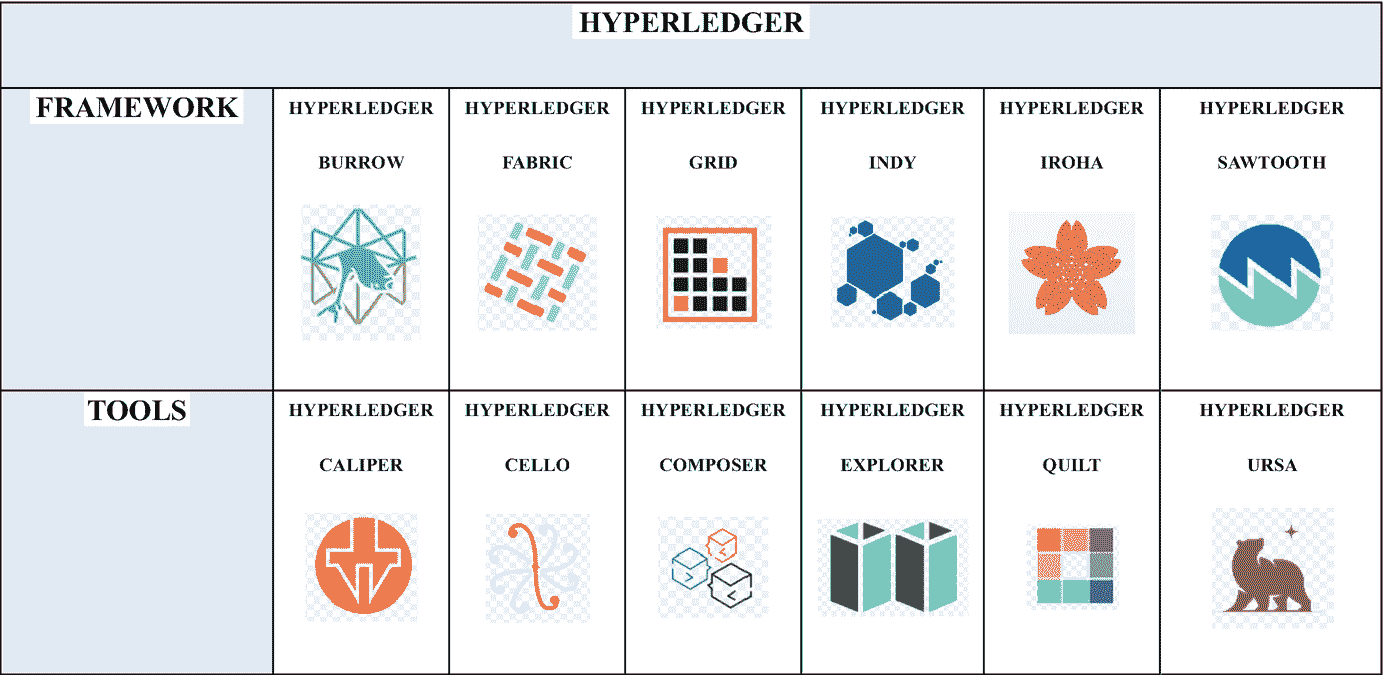 HYPERLEDGER
FRAMEWORK
HYPERLEDGER
BURROW
HYPERLEDGER
FABRIC
HYPERLEDGER
GRID
HYPERLEDGER
INDY
HYPERLEDGER
IROHA
HYPERLEDGER
SAWTOOTH
TOOLS
HYPERLEDGER
CALIPER
HYPERLEDGER
CELLO
HYPERLEDGER
COMPOSER
HYPERLEDGER
EXPLORER
HYPERLEDGER
QUILT
HYPERLEDGER
URSA